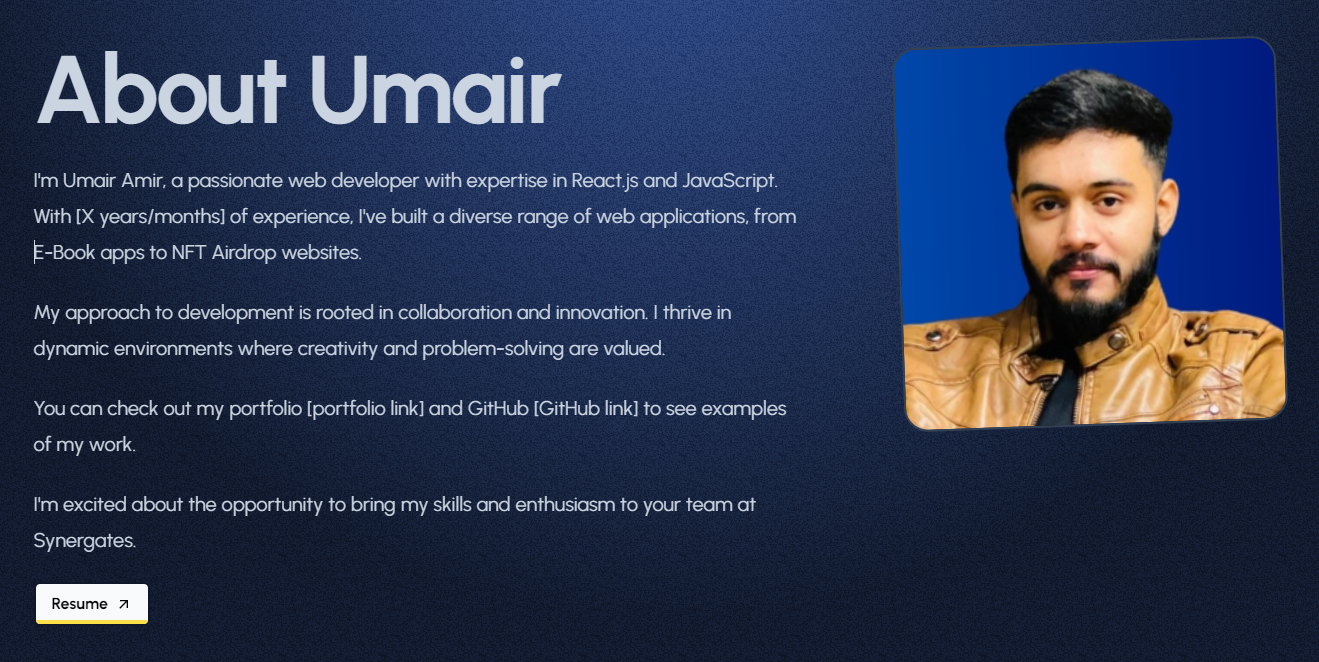 About Umair
I'm Umair Amir, a passionate web developer with expertise in React.js and JavaScript.
With [X years/months] of experience, I've built a diverse range of web applications, from
E-Book apps to NFT Airdrop websites.
My approach to development is rooted in collaboration and innovation. I thrive in
dynamic environments where creativity and problem-solving are valued.
You can check out my portfolio [portfolio link] and GitHub [GitHub link] to see examples
of my work.
I'm excited about the opportunity to bring my skills and enthusiasm to your team at
Synergates.
Resume